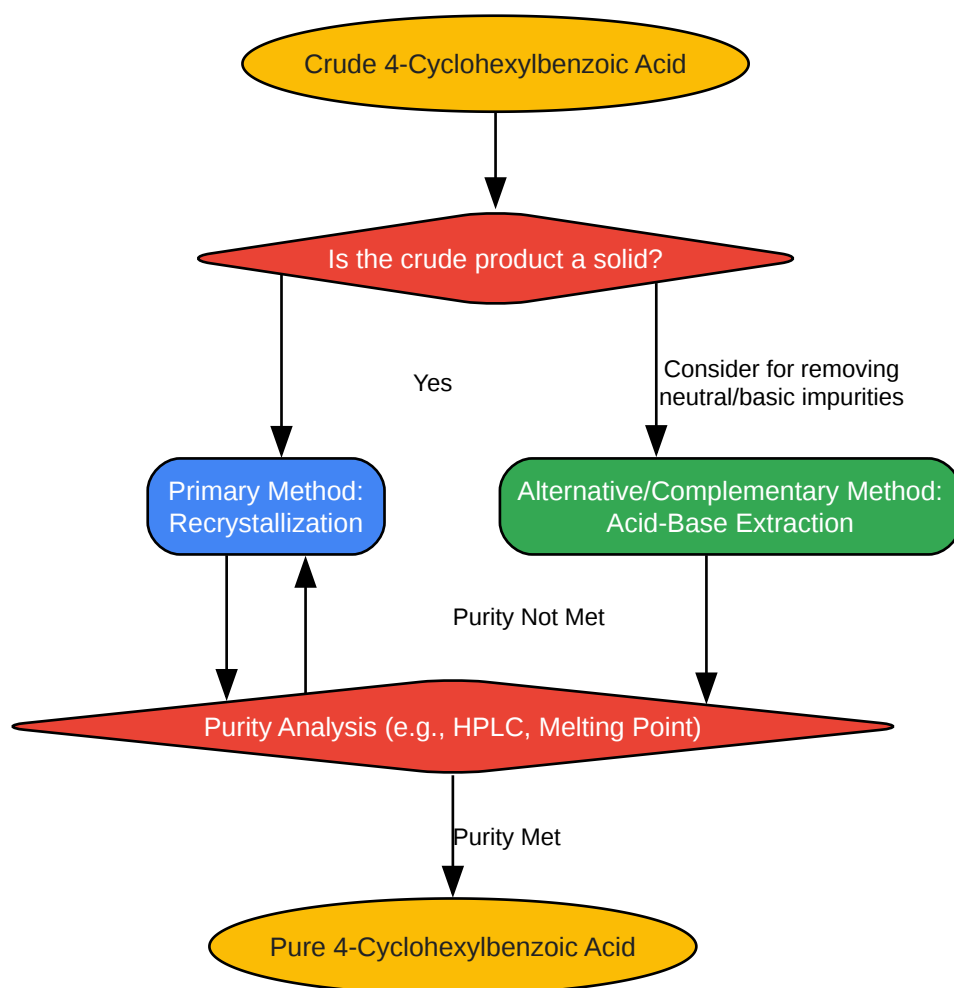 Crude 4-Cyclohexylbenzoic Acid
Is the crude product a solid?
Yes
Consider for removing
neutral/basic impurities
Primary Method:
Recrystallization
Alternative/Complementary Method:
Acid-Base Extraction
Purity Not Met
Purity Analysis (e.g., HPLC, Melting Point)
Purity Met
Pure 4-Cyclohexylbenzoic Acid